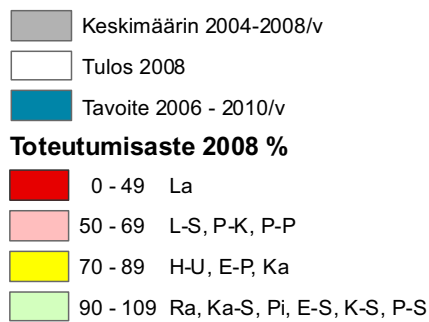 Keskimäärin 2004-2008/v
Tulos 2008
Tavoite 2006 - 2010/v
Toteutumisaste 2008 %
0 - 49 La
50 - 69 L-S, P-K, P-P
70 - 89 H-U, E-P, Ka
90 - 109 Ra, Ka-S, Pi, E-S, K-S, P-S